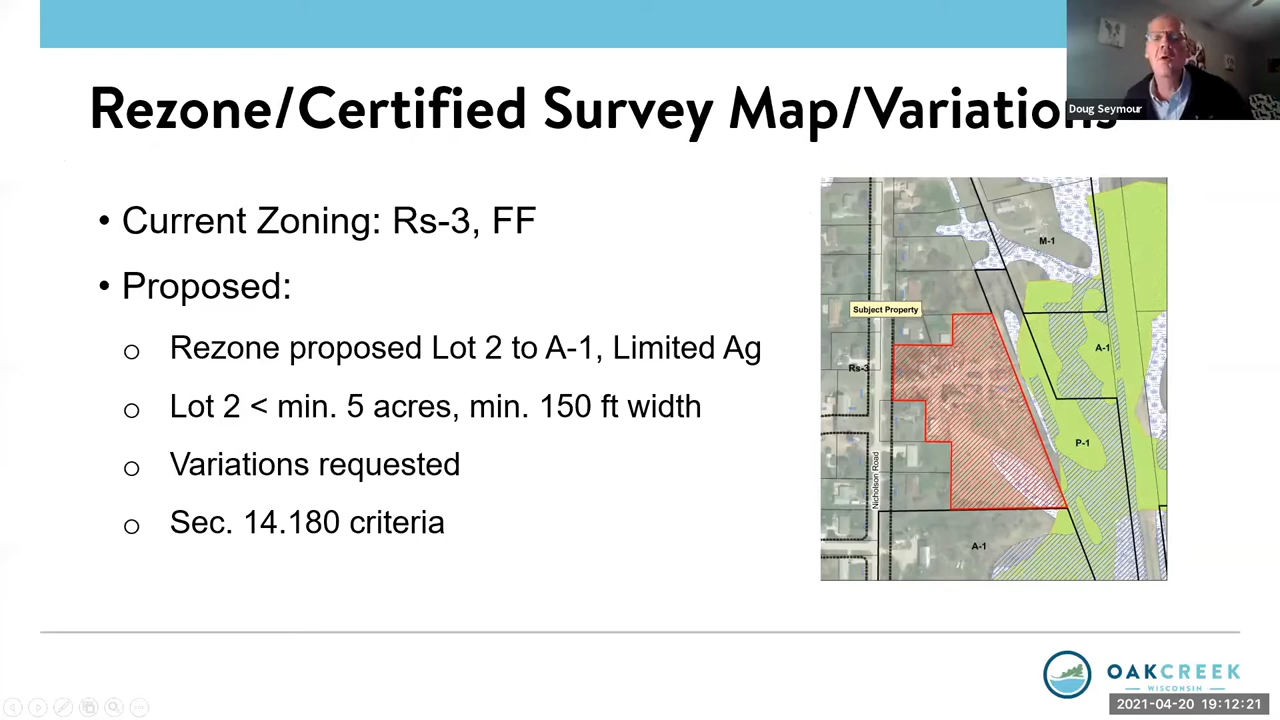 Doug Seymour
Rezone/Certified Survey Map/Variations
• Current Zoning: Rs-3, FF
• Proposed:
o Rezone proposed Lot 2 to A-1, Limited Ag
o Lot 2 < min. 5 acres, min. 150 ft width
o Variations requested
o Sec. 14.180 criteria
M-1
Subject Property
A-1
Rs-3
P-1
Nicholson Road
A-1
OAKCREEK
WISCONSIN
2021-04-20 19:12:21